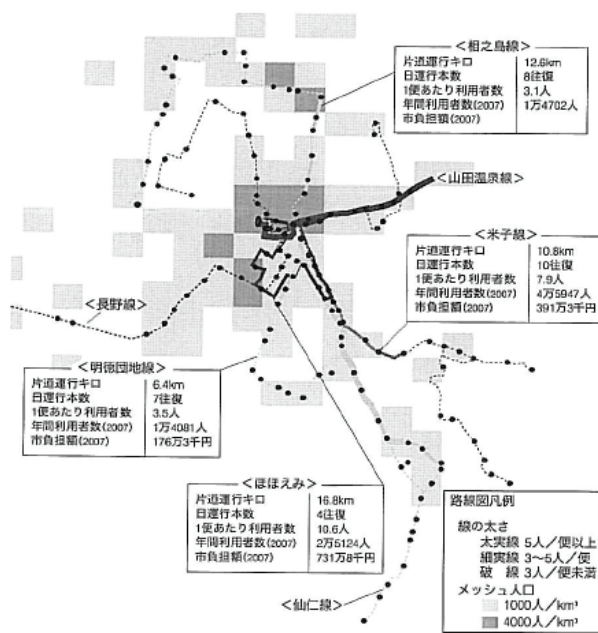 <相之島線>
片道運行キロ 12.6km
日運行本数 8往復
1便あたり利用者数 3.1人
年間利用者数(2007) 1万4702人
市負担額(2007)
<山田温泉線>
<米子線>
片道運行キロ 10.8km
日運行本数 10往復
1便あたり利用者数 7.9人
年間利用者数(2007) 4万5947人
市負担額(2007) 391万3千円
<長野線>
<明徳団地線>
片道運行キロ 6.4km
日運行本数 7往復
1便あたり利用者数 3.5人
年間利用者数(2007) 1万4081人
市負担額(2007) 176万3千円
<ほほえみ>
片道運行キロ 16.8km
日運行本数 4往復
1便あたり利用者数 10.6人
年間利用者数(2007) 2万5124人
市負担額(2007) 731万8千円
<仙仁線>
路線図凡例
線の太さ
太実線 5人/便以上
細実線 3~5人/便
破 線 3人/便未満
メッシュ人口
1000人/km³
4000人/km³